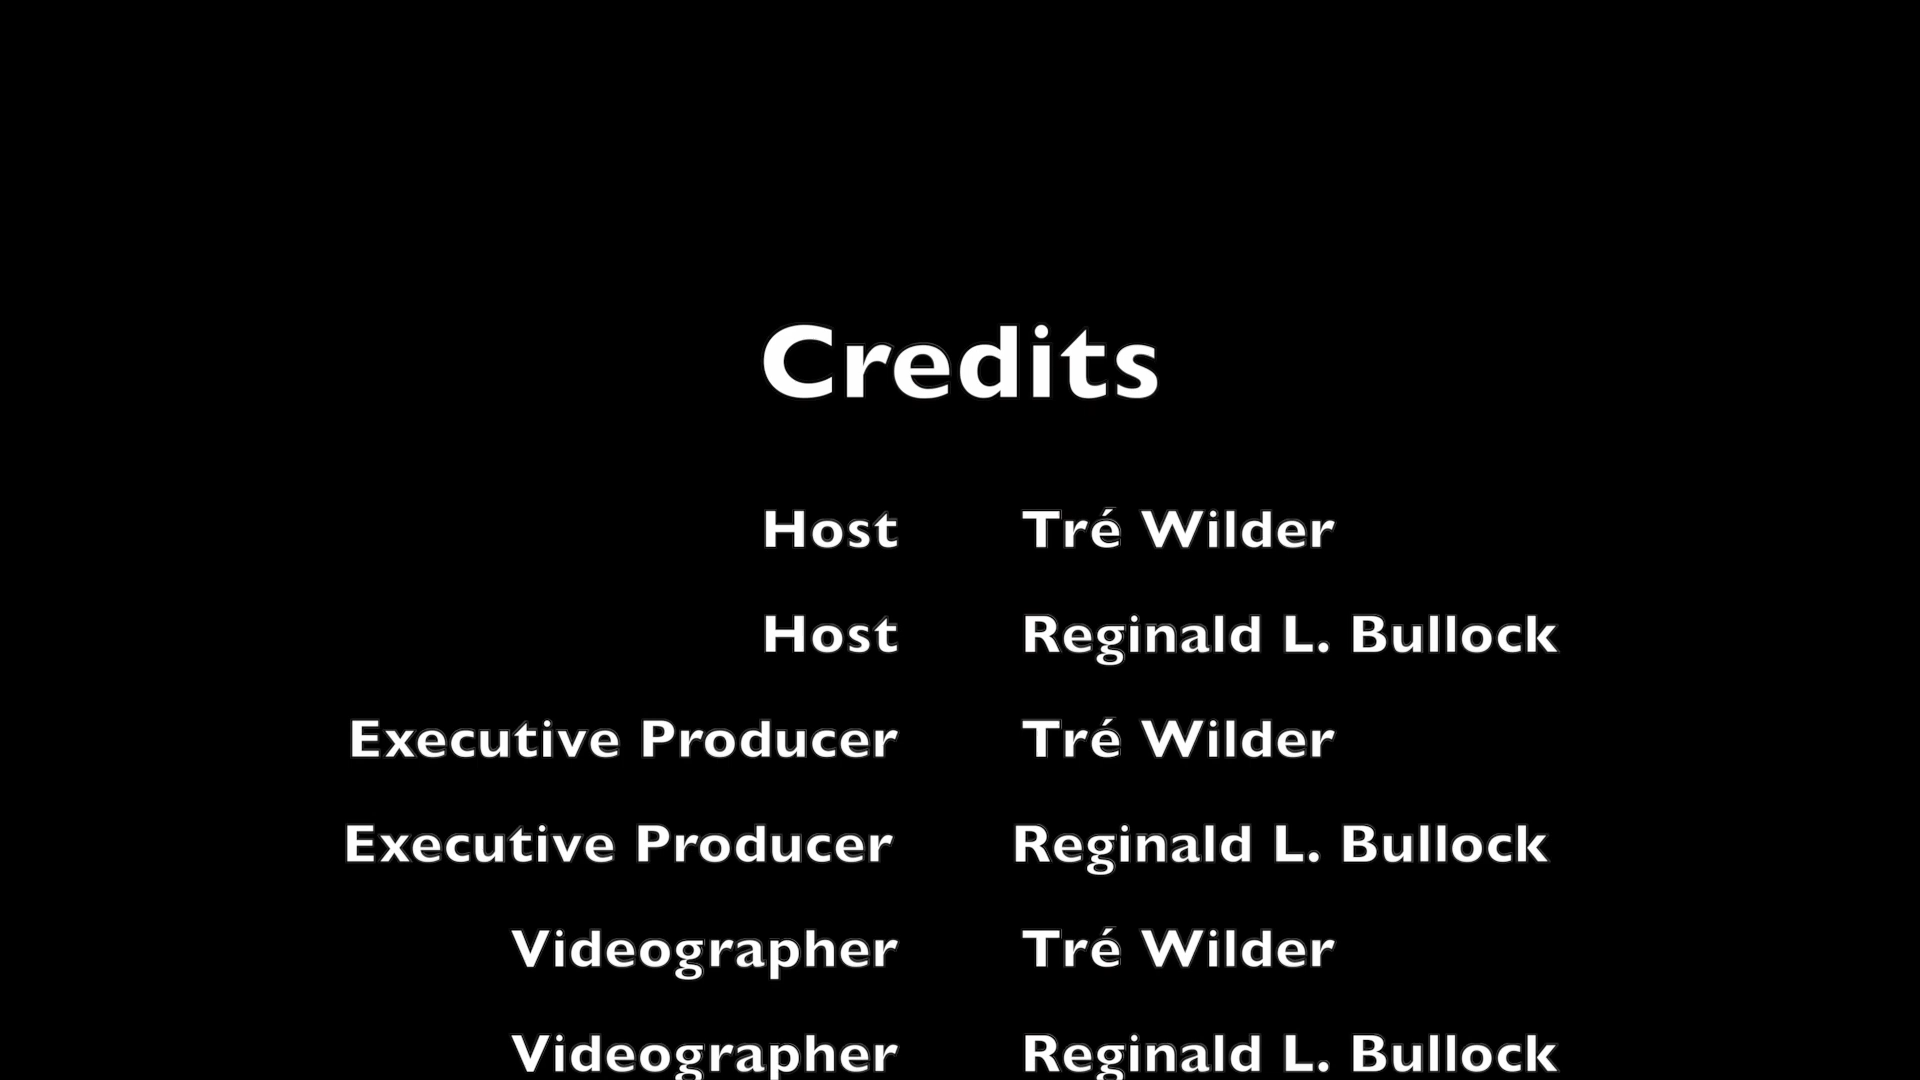 Credits
Host Tré Wilder
Host Reginald L. Bullock
Executive Producer Tré Wilder
Executive Producer Reginald L. Bullock
Videographer Tré Wilder
Videographer Reginald L. Bullock